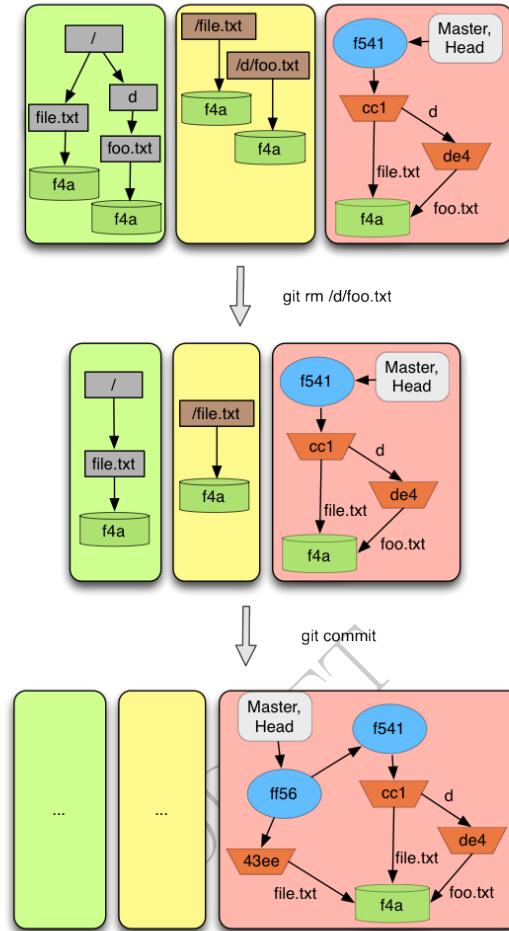 /
file.txt
f4a
d
foo.txt
f4a
/file.txt
f4a
/d/foo.txt
f4a
f541
Master,
Head
cc1
d
de4
file.txt
foo.txt
f4a
git rm /d/foo.txt
/
file.txt
f4a
/file.txt
f4a
f541
Master,
Head
cc1
d
de4
file.txt
foo.txt
f4a
git commit
...
...
Master,
Head
f541
ff56
cc1
d
43ee
de4
file.txt
file.txt
foo.txt
f4a